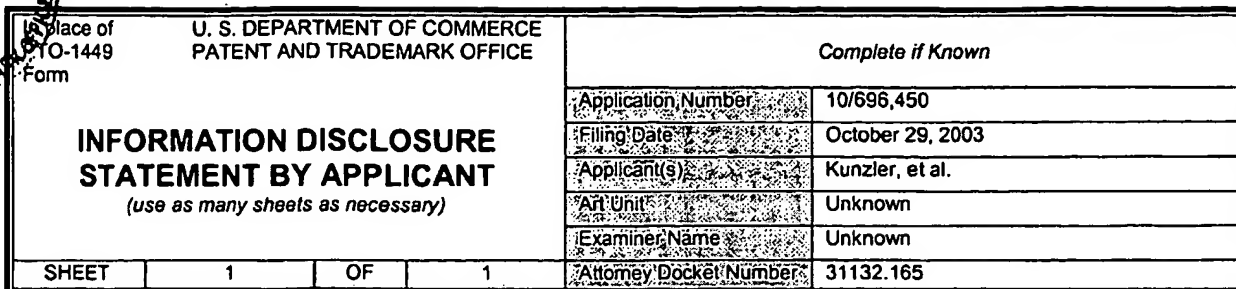 place of U. S. DEPARTMENT OF COMMERCE
TO-1449 PATENT AND TRADEMARK OFFICE
Form
Complete if Known
INFORMATION DISCLOSURE
STATEMENT BY APPLICANT
(use as many sheets as necessary)
Application Number 10/696,450
Filing Date October 29, 2003
Applicant(s) Kunzler, et al.
Art Unit Unknown
Examiner Name Unknown
SHEET 1 OF 1 Attorney Docket Number 31132.165